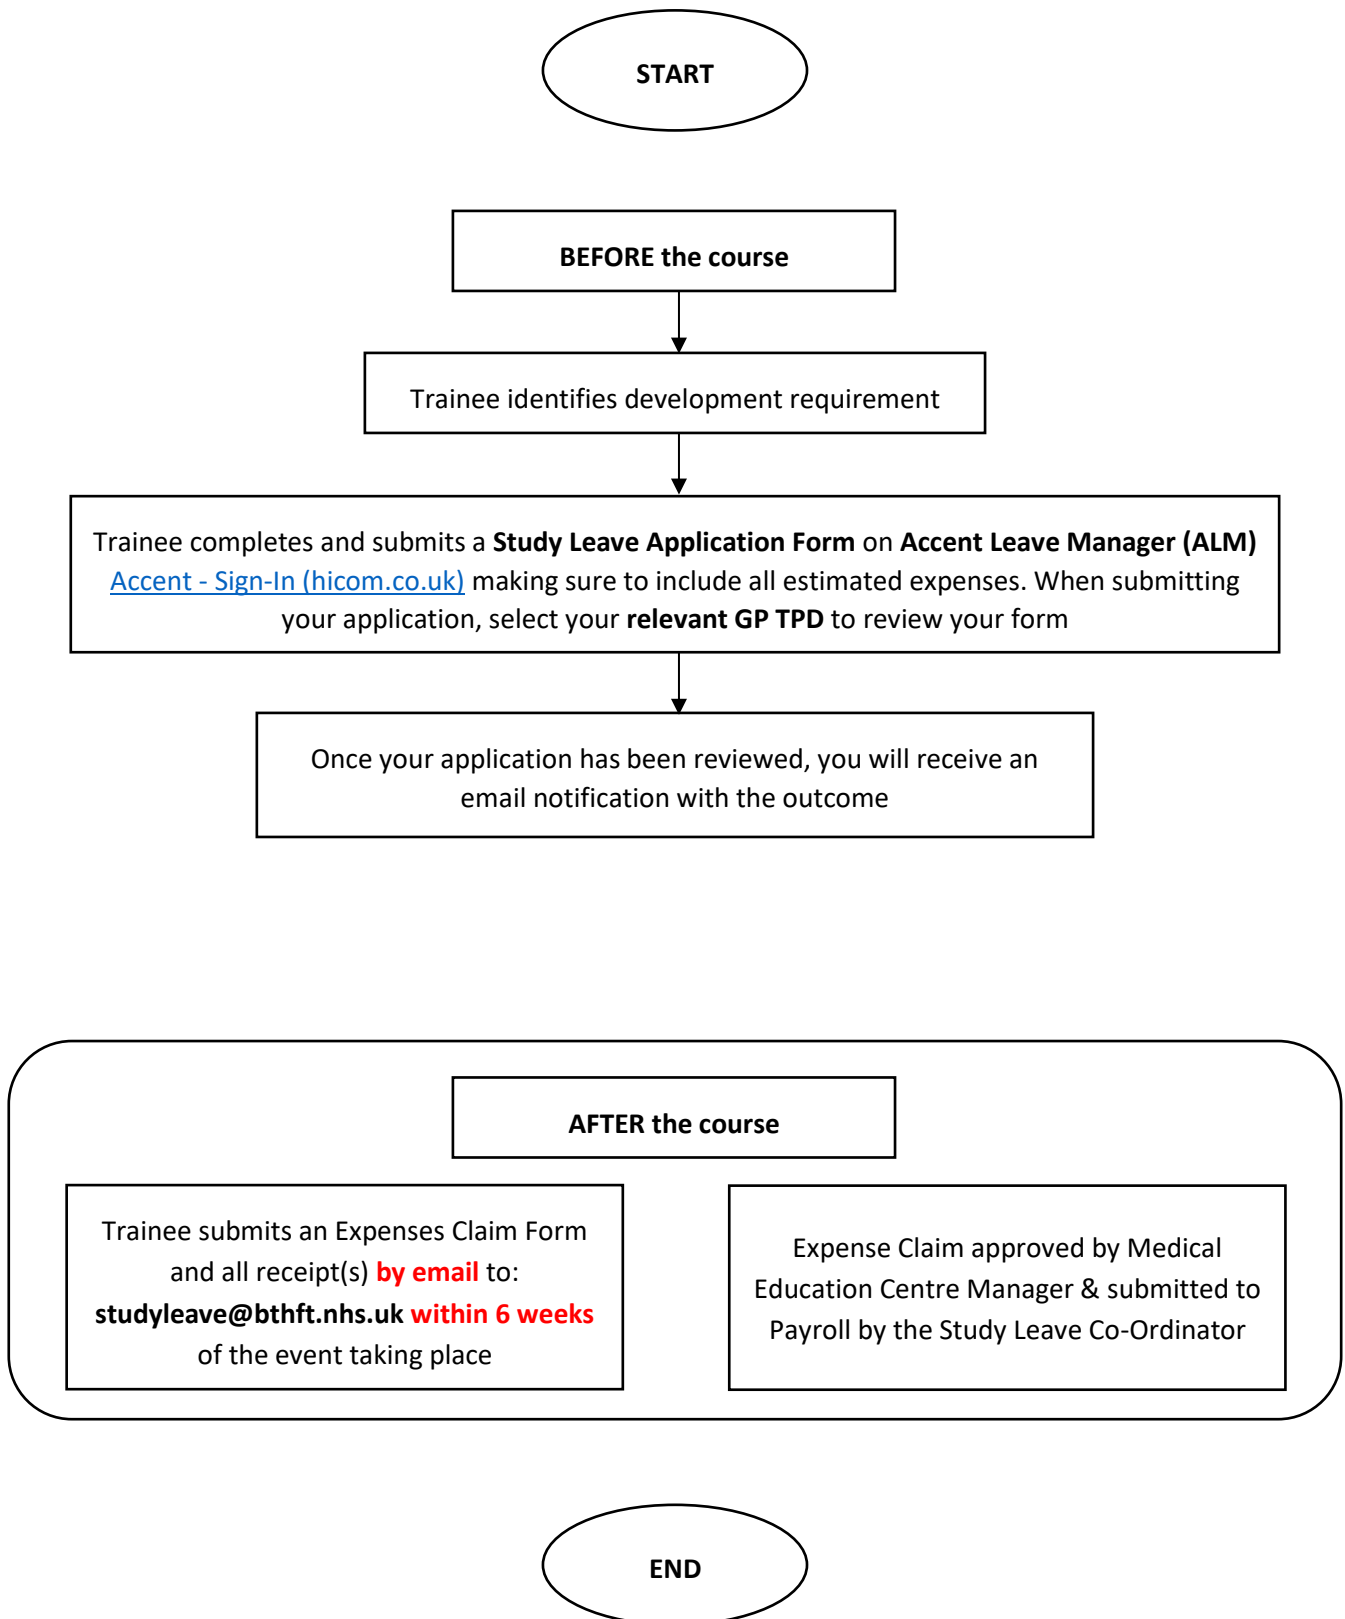 START
BEFORE the course
Trainee identifies development requirement
Trainee completes and submits a Study Leave Application Form on Accent Leave Manager (ALM)
Accent - Sign-In (hicom.co.uk) making sure to include all estimated expenses. When submitting
your application, select your relevant GP TPD to review your form
Once your application has been reviewed, you will receive an
email notification with the outcome
AFTER the course
Trainee submits an Expenses Claim Form
and all receipt(s) by email to:
studyleave@bthft.nhs.uk within 6 weeks
of the event taking place
Expense Claim approved by Medical
Education Centre Manager & submitted to
Payroll by the Study Leave Co-Ordinator
END